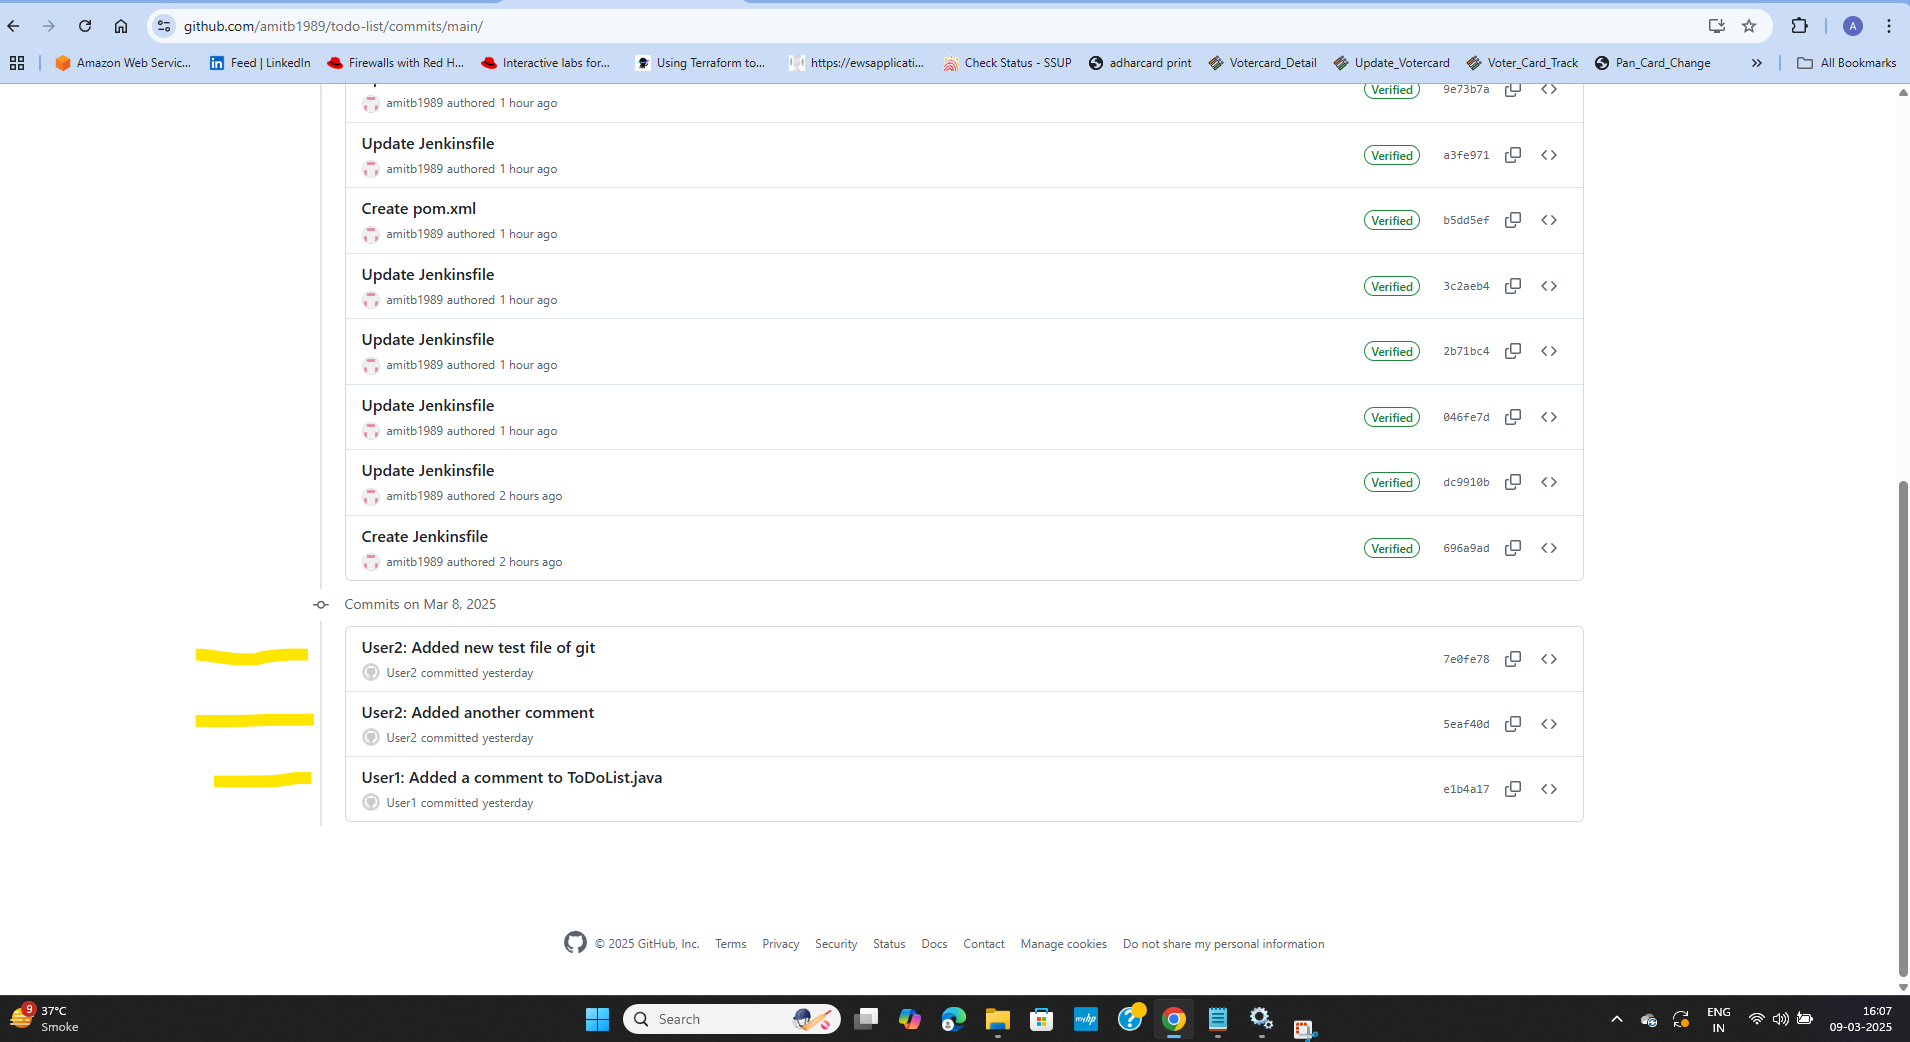 github.com/amitb1989/todo-list/commits/main/
A
Amazon Web Servic...
Feed | LinkedIn
Firewalls with Red H...
Interactive labs for...
Using Terraform to...
https://ewsapplicati...
Check Status - SSUP
adharcard print
Votercard_Detail
Update_Votercard
Voter_Card_Track
Pan_Card_Change
All Bookmarks
amitb1989 authored 1 hour ago
Verified 9e73b7a
Update Jenkinsfile
amitb1989 authored 1 hour ago
Verified a3fe971
Create pom.xml
amitb1989 authored 1 hour ago
Verified b5dd5ef
Update Jenkinsfile
amitb1989 authored 1 hour ago
Verified 3c2aeb4
Update Jenkinsfile
amitb1989 authored 1 hour ago
Verified 2b71bc4
Update Jenkinsfile
amitb1989 authored 1 hour ago
Verified 046fe7d
Update Jenkinsfile
amitb1989 authored 2 hours ago
Verified dc9910b
Create Jenkinsfile
amitb1989 authored 2 hours ago
Verified 696a9ad
Commits on Mar 8, 2025
User2: Added new test file of git
User2 committed yesterday
7e0fe78
User2: Added another comment
User2 committed yesterday
5eaf40d
User1: Added a comment to ToDoList.java
User1 committed yesterday
e1b4a17
© 2025 GitHub, Inc. Terms Privacy Security Status Docs Contact Manage cookies Do not share my personal information
9
37°C
Smoke
Search
myhp
ENG
IN
16:07
09-03-2025